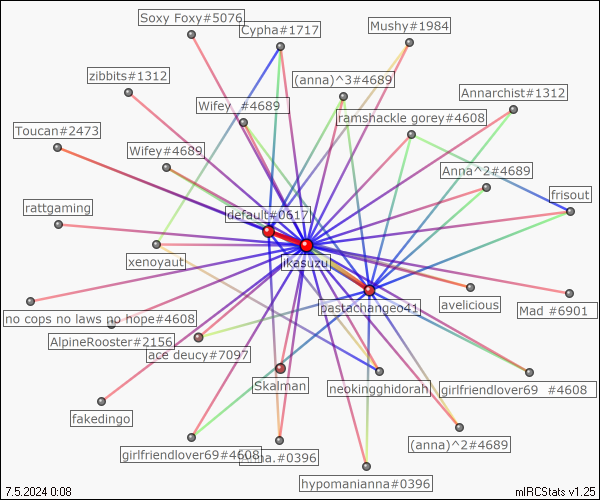 Soxy Foxy#5076
Cypha#1717
Mushy#1984
zibbits#1312
(anna)^3#4689
Annarchist#1312
Wifey #4689
ramshackle gorey#4608
Toucan#2473
Wifey#4689
Anna^2#4689
frisout
rattgaming
default#0617
xenoyaut
ikasuzu
pastachangeo41
avelicious
Mad #6901
no cops no laws no hope#4608
AlpineRooster#2156
ace deucy#7097
Skalman
neokingghidorah
girlfriendlover69 #4608
fakedingo
(anna)^2#4689
girlfriendlover69#4608
na.#0396
hypomanianna#0396
7.5.2024 0:08
mIRCStats v1.25